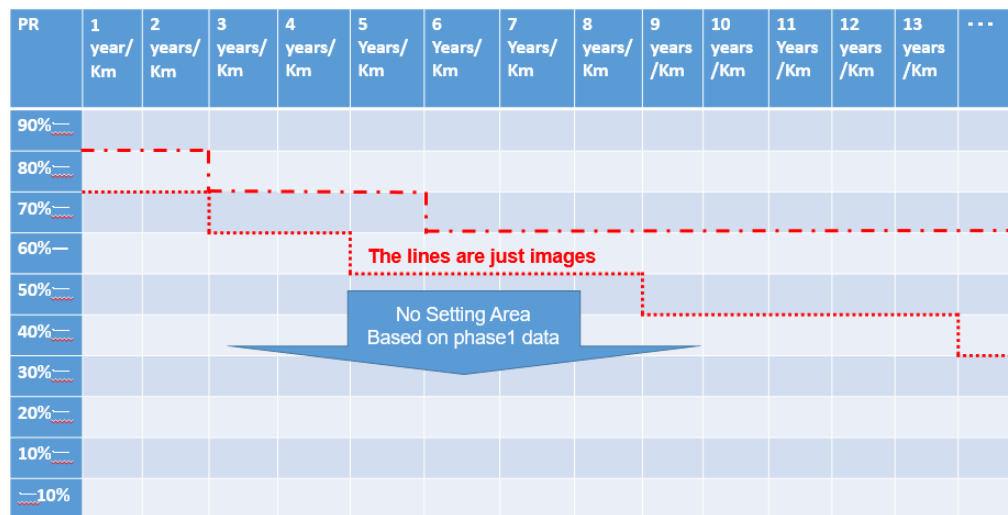 PR 1 year/ Km 2 years/ Km 3 years/ Km 4 years/ Km 5 Years/ Km 6 Years/ Km 7 Years/ Km 8 years/ Km 9 years /Km 10 years /Km 11 Years /Km 12 years /Km 13 years /Km ...
90%—
80%—
70%—
60%—
The lines are just images
50%—
No Setting Area
Based on phase1 data
40%—
30%—
20%—
10%—
—10%